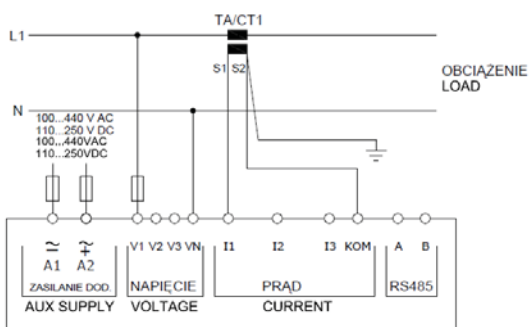 TA/CT1
L1
S1 S2
OBCIĄŻENIE
LOAD
N
100...440 V AC
110...250 V DC
100...440VAC
110...250VDC
V1 V2 V3 VN I1 I2 I3 KOM A B
A1 A2
ZASILANIE DOD. NAPIĘCIE PRĄD RS485
AUX SUPPLY VOLTAGE CURRENT